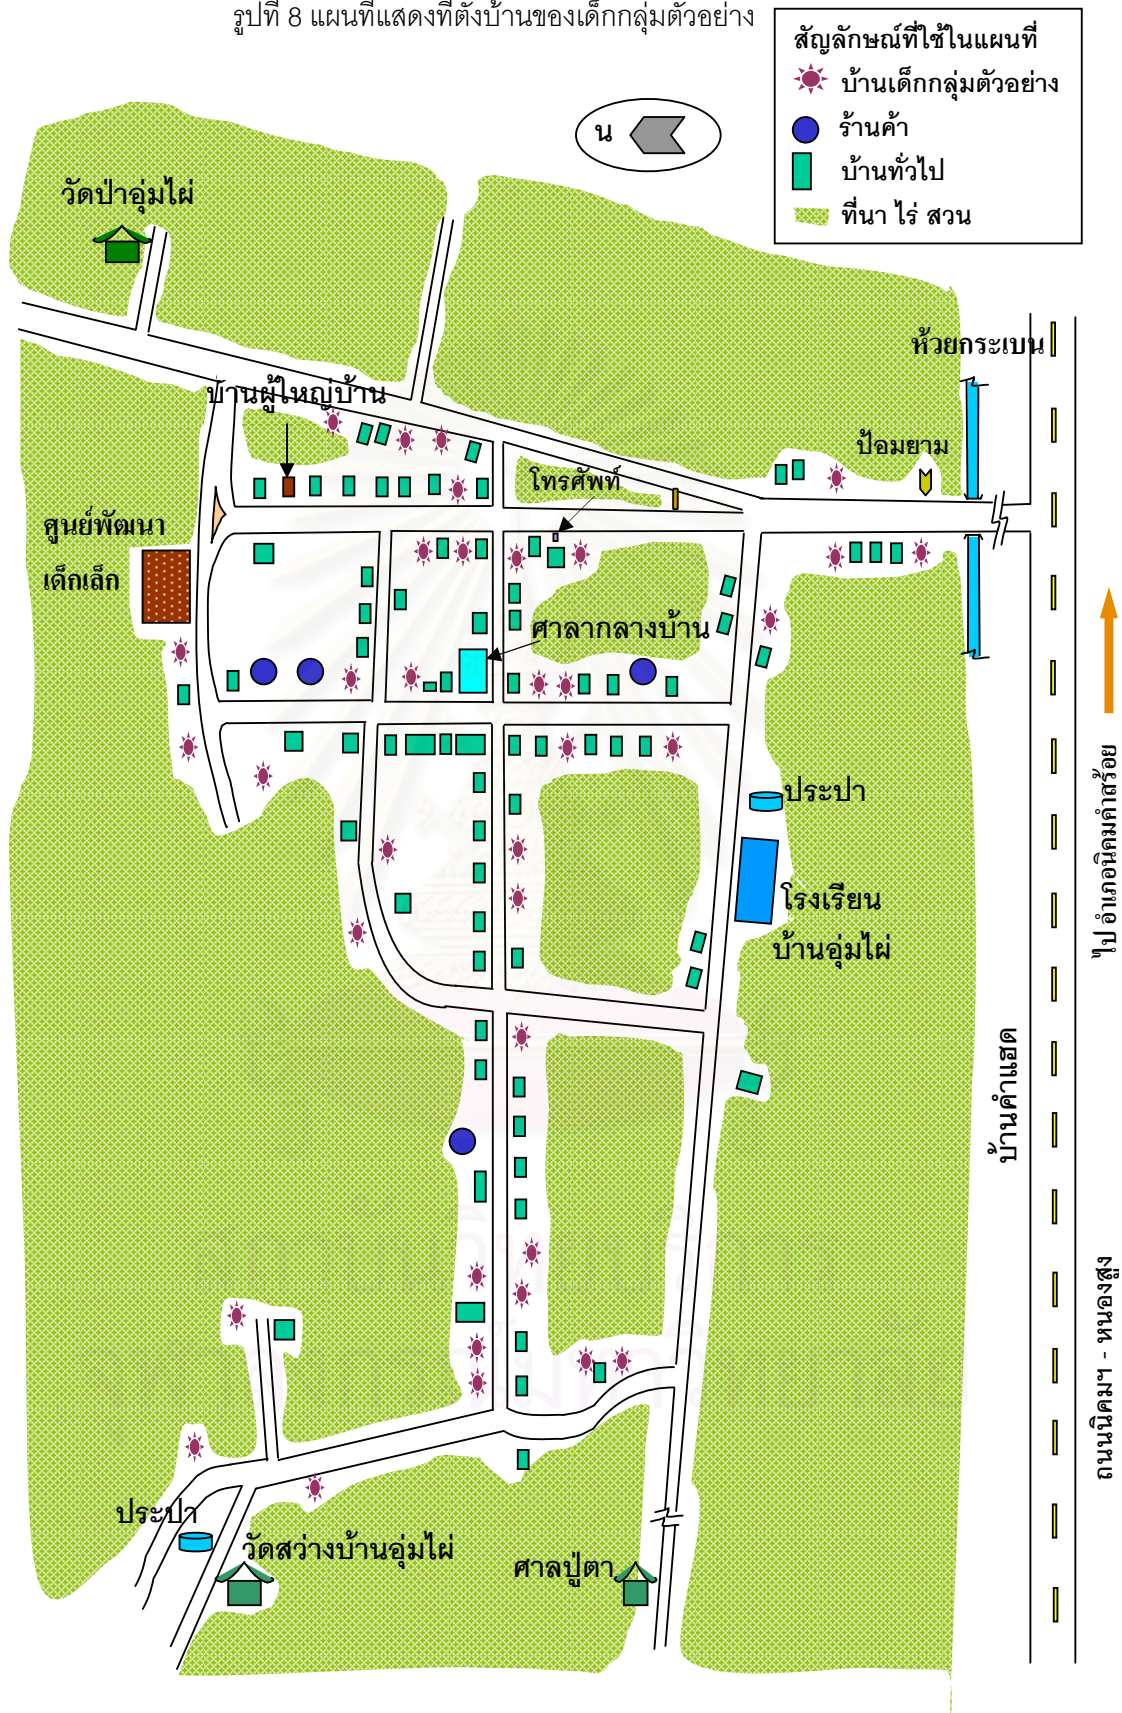 รูปที่ 8 แผนที่แสดงที่ตั้งบ้านของเด็กกลุ่มตัวอย่าง
สัญลักษณ์ที่ใช้ในแผนที่
บ้านเด็กกลุ่มตัวอย่าง
ร้านค้า
บ้านทั่วไป
ที่นา ไร่ สวน
น
วัดป่าอุ่มไผ่
ห้วยกระเบน
บ้านผู้ใหญ่บ้าน
ป้อมยาม
โทรศัพท์
ศูนย์พัฒนา
เด็กเล็ก
ศาลากลางบ้าน
ประปา
โรงเรียน
บ้านอุ่มไผ่
ไป อำเภอนิคมคำสร้อย
บ้านคำแฮด
ถนนนิคมฯ - หนองสูง
ประปา
วัดสว่างบ้านอุ่มไผ่
ศาลปู่ตา